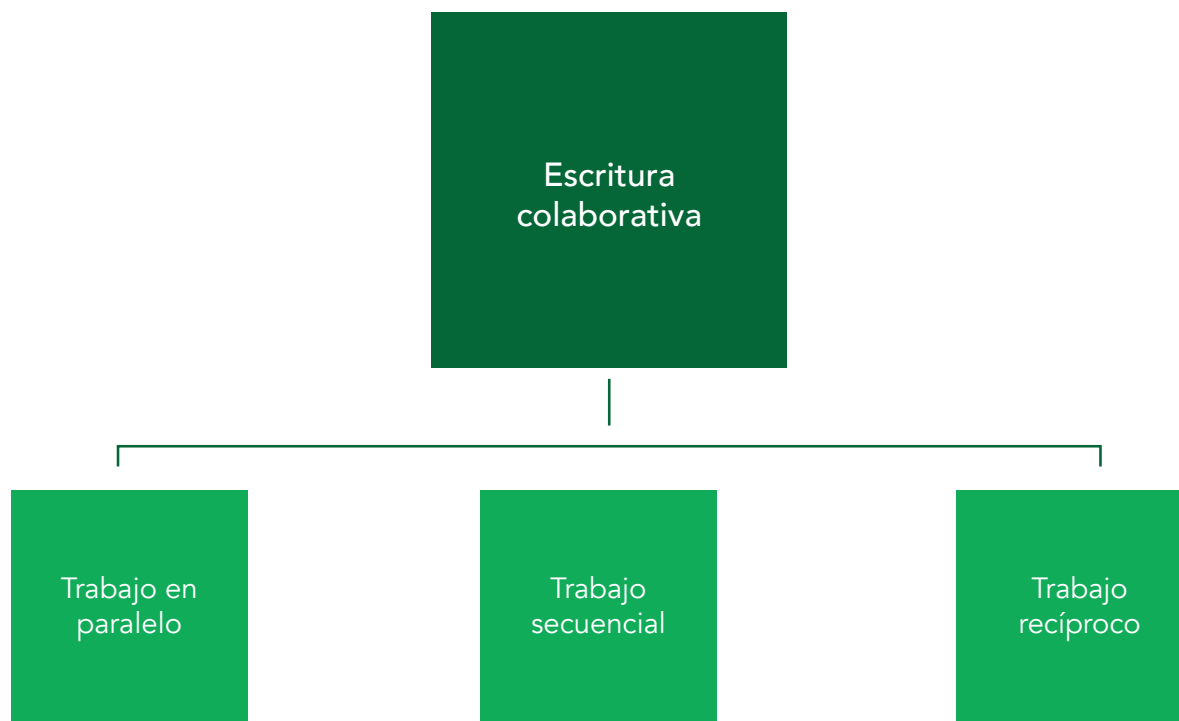 Escritura
colaborativa
Trabajo en
paralelo
Trabajo
secuencial
Trabajo
recíproco